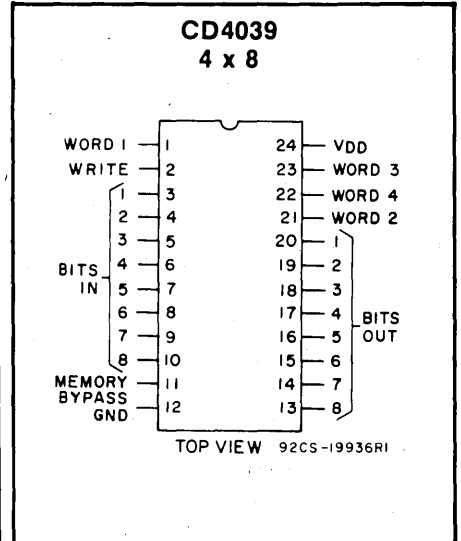 CD4039
4 x 8
WORD 1 1 24 VDD
WRITE 2 23 WORD 3
1 3 22 WORD 4
2 4 21 WORD 2
3 5 20 1
4 6 19 2
BITS IN
5 7 18 3
6 8 17 4
BITS OUT
7 9 16 5
8 10 15 6
MEMORY BYPASS 11 14 7
GND 12 13 8
TOP VIEW 92CS-19936R1